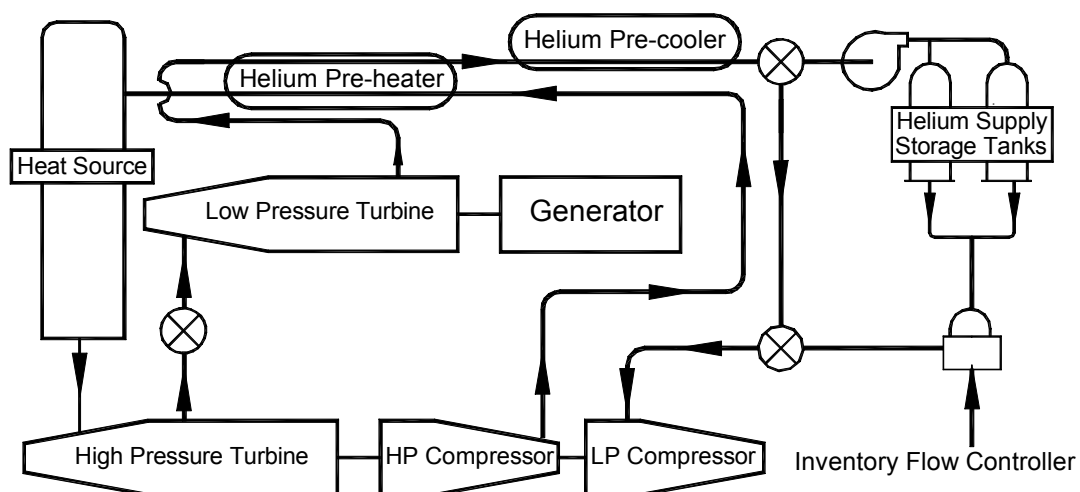 Helium Pre-cooler
Helium Pre-heater
Helium Supply
Storage Tanks
Heat Source
Low Pressure Turbine
Generator
High Pressure Turbine
HP Compressor
LP Compressor
Inventory Flow Controller